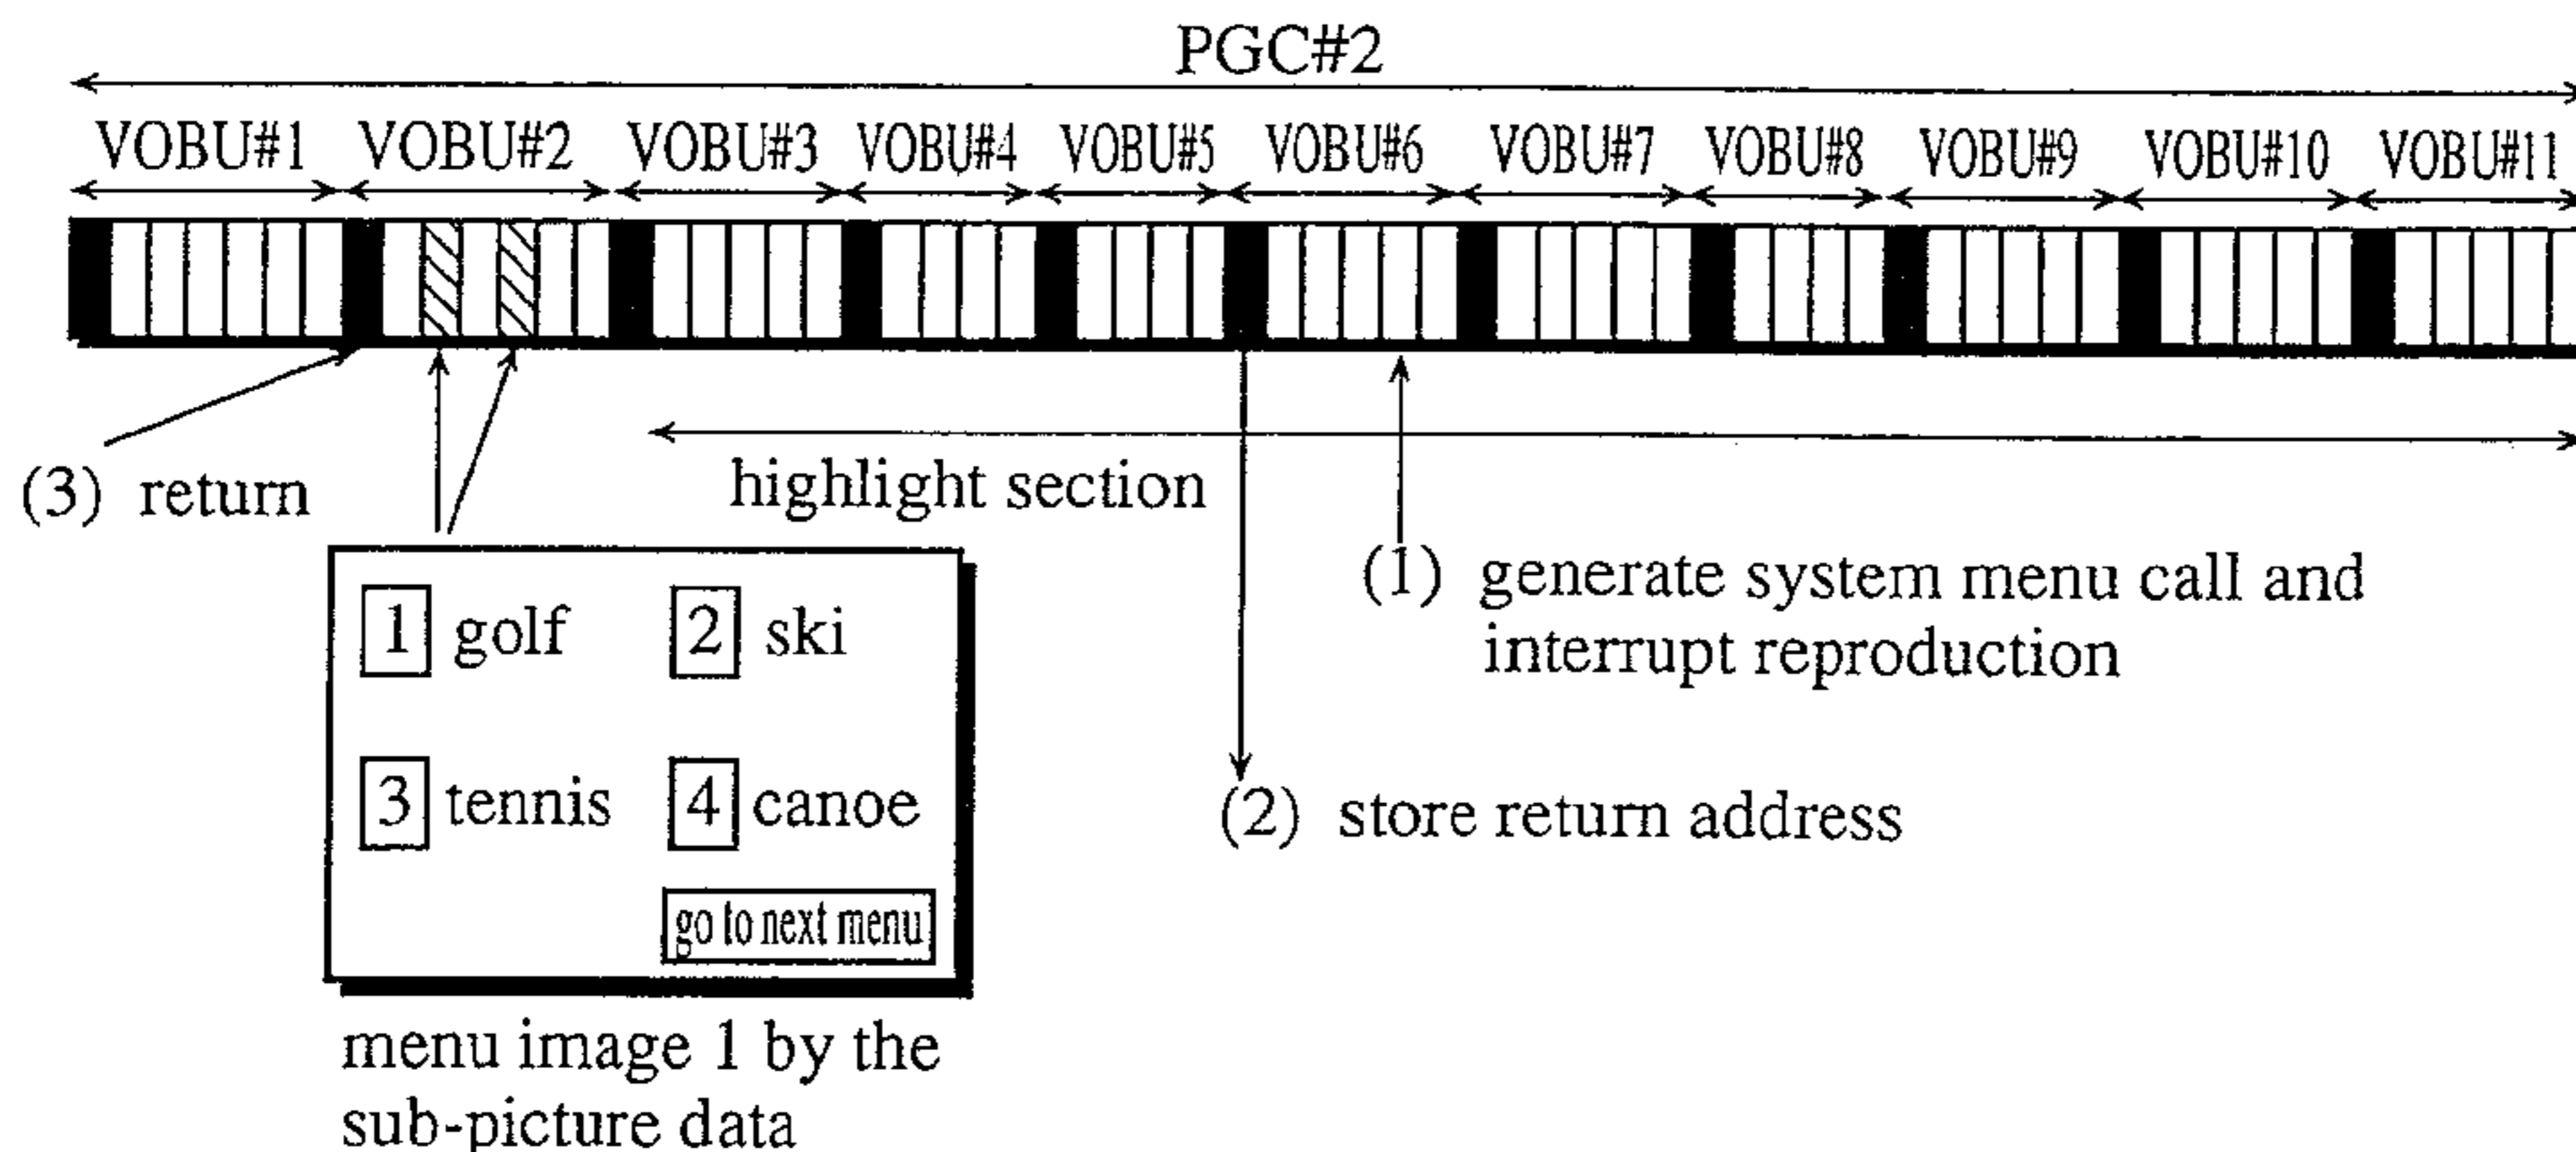 PGC#2
VOBU#1 VOBU#2 VOBU#3 VOBU#4 VOBU#5 VOBU#6 VOBU#7 VOBU#8 VOBU#9 VOBU#10 VOBU#11
(3) return
highlight section
(1) generate system menu call and
interrupt reproduction
1 golf 2 ski
3 tennis 4 canoe
go to next menu
(2) store return address
menu image 1 by the
sub-picture data